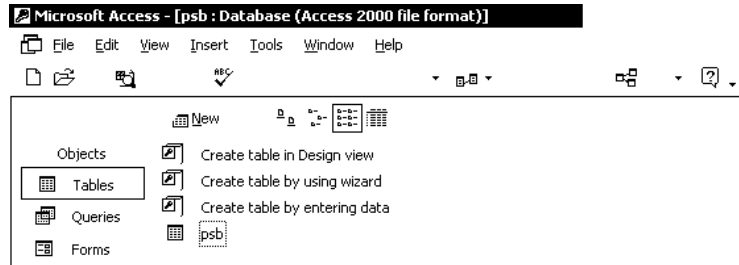 Microsoft Access - [psb : Database (Access 2000 file format)]
File Edit View Insert Tools Window Help
ABC
New
Objects Create table in Design view
Tables Create table by using wizard
Queries Create table by entering data
psb
Forms